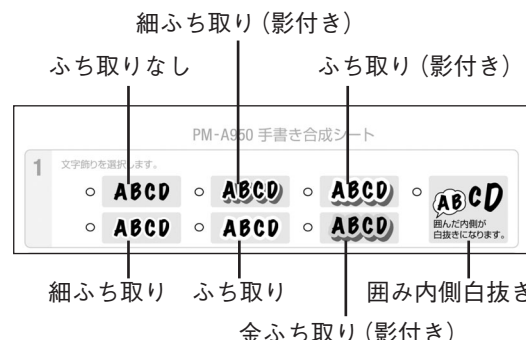 細ふち取り（影付き）
ふち取りなし
ふち取り（影付き）
PM-A950 手書き合成シート
1
文字飾りを選択します。
ABCD
ABCD
ABCD
ABCD
囲んだ内側が
白抜きになります。
ABCD
ABCD
ABCD
細ふち取り
ふち取り
囲み内側白抜き
金ふち取り（影付き）